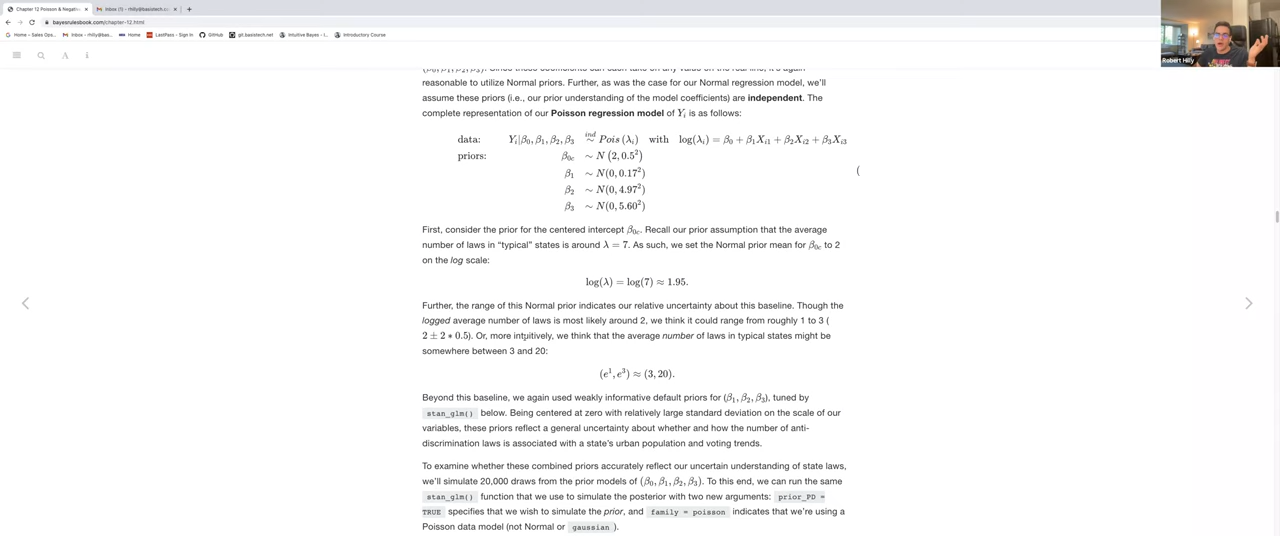 Chapter 12 Poisson & Negativ
Inbox (1) - rhilly@basistech.co
bayesrulesbook.com/chapter-12.html
Home – Sales Ops...
Inbox - rhilly@bas...
Home
LastPass - Sign In
GitHub
git.basistech.net
Intuitive Bayes - I...
Introductory Course
Robert Hilly
reasonable to utilize Normal priors. Further, as was the case for our Normal regression model, we'll
assume these priors (i.e., our prior understanding of the model coefficients) are independent. The
complete representation of our Poisson regression model of Yᵢ is as follows:
data: Yᵢ|β₀, β₁, β₂, β₃ ind ~ Pois (λᵢ) with log(λᵢ) = β₀ + β₁Xᵢ₁ + β₂Xᵢ₂ + β₃Xᵢ₃
priors: β₀c ~ N (2, 0.5²)
(
β₁ ~ N(0, 0.17²)
β₂ ~ N(0, 4.97²)
β₃ ~ N(0, 5.60²)
First, consider the prior for the centered intercept β₀c. Recall our prior assumption that the average
number of laws in “typical” states is around λ = 7. As such, we set the Normal prior mean for β₀c to 2
on the log scale:
log(λ) = log(7) ≈ 1.95.
Further, the range of this Normal prior indicates our relative uncertainty about this baseline. Though the
logged average number of laws is most likely around 2, we think it could range from roughly 1 to 3 (
2 ± 2 ∗ 0.5). Or, more intuitively, we think that the average number of laws in typical states might be
somewhere between 3 and 20:
(e¹, e³) ≈ (3, 20).
Beyond this baseline, we again used weakly informative default priors for (β₁, β₂, β₃), tuned by
stan_glm() below. Being centered at zero with relatively large standard deviation on the scale of our
variables, these priors reflect a general uncertainty about whether and how the number of anti-
discrimination laws is associated with a state's urban population and voting trends.
To examine whether these combined priors accurately reflect our uncertain understanding of state laws,
we'll simulate 20,000 draws from the prior models of (β₀, β₁, β₂, β₃). To this end, we can run the same
stan_glm() function that we use to simulate the posterior with two new arguments: prior_PD =
TRUE specifies that we wish to simulate the prior, and family = poisson indicates that we're using a
Poisson data model (not Normal or gaussian ).